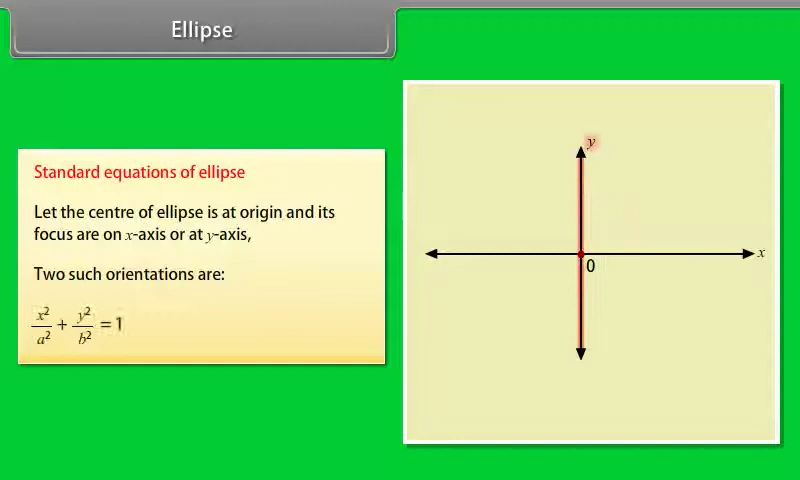 Ellipse
Standard equations of ellipse
Let the centre of ellipse is at origin and its
focus are on x-axis or at y-axis,
Two such orientations are:
x²/a² + y²/b² = 1
y
x
0